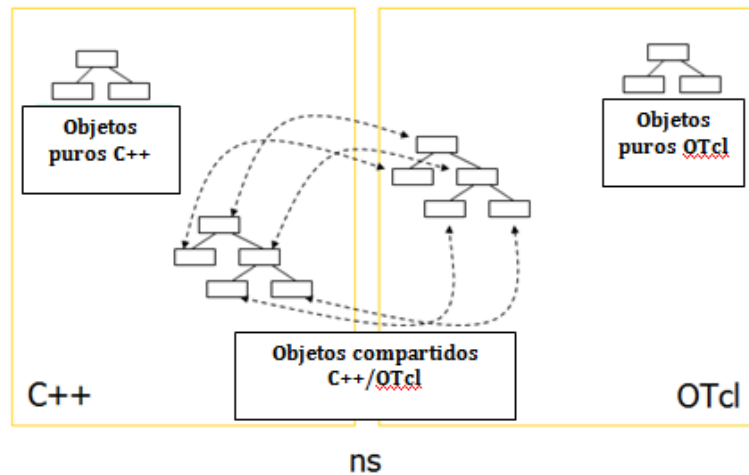 Objetos
puros C++
Objetos
puros OTcl
Objetos compartidos
C++/OTcl
C++
OTcl
ns